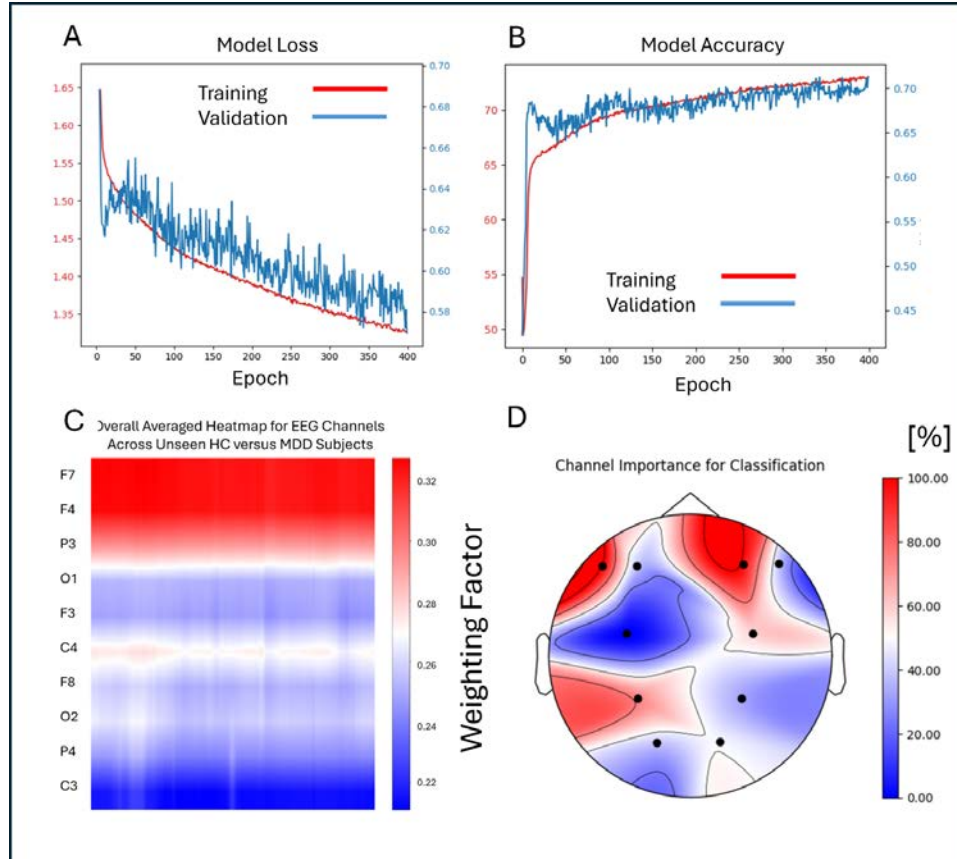 A
Model Loss
1.65
1.60
1.55
1.50
1.45
1.40
1.35
0.70
0.68
0.66
0.64
0.62
0.60
0.58
Training
Validation
0 50 100 150 200 250 300 350 400
Epoch
B
Model Accuracy
70
65
60
55
50
0.70
0.65
0.60
0.55
0.50
0.45
Training
Validation
0 50 100 150 200 250 300 350 400
Epoch
C
Overall Averaged Heatmap for EEG Channels
Across Unseen HC versus MDD Subjects
F7
F4
P3
O1
F3
C4
F8
O2
P4
C3
0.32
0.30
0.28
0.26
0.24
0.22
Weighting Factor
D
[%]
Channel Importance for Classification
100.00
80.00
60.00
40.00
20.00
0.00